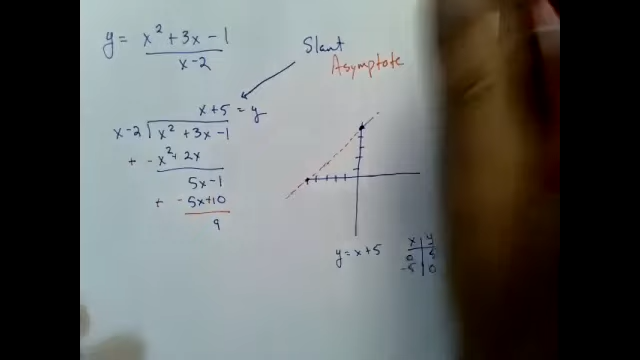 y = x² + 3x - 1
x - 2
Slant
Asymptote
x + 5 = y
x - 2 x² + 3x - 1
+ - x² + 2x
5x - 1
+ - 5x + 10
9
y = x + 5
x y
0 5
-5 0